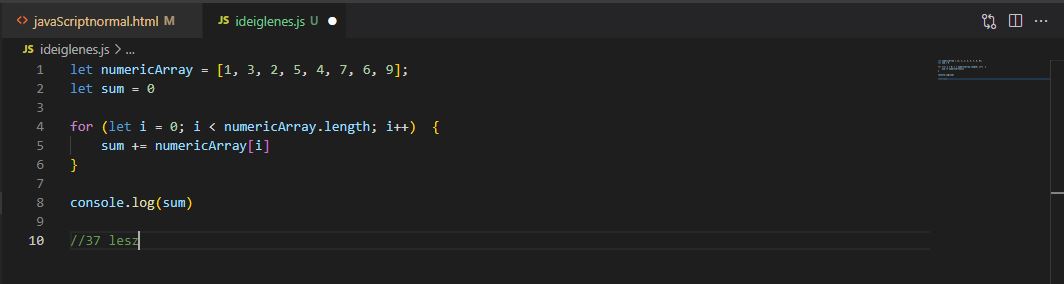 <> javaScriptnormal.html M JS ideiglenes.js U
JS ideiglenes.js > ...
1 let numericArray = [1, 3, 2, 5, 4, 7, 6, 9];
2 let sum = 0
3
4 for (let i = 0; i < numericArray.length; i++)  {
5     sum += numericArray[i]
6 }
7
8 console.log(sum)
9
10 //37 lesz